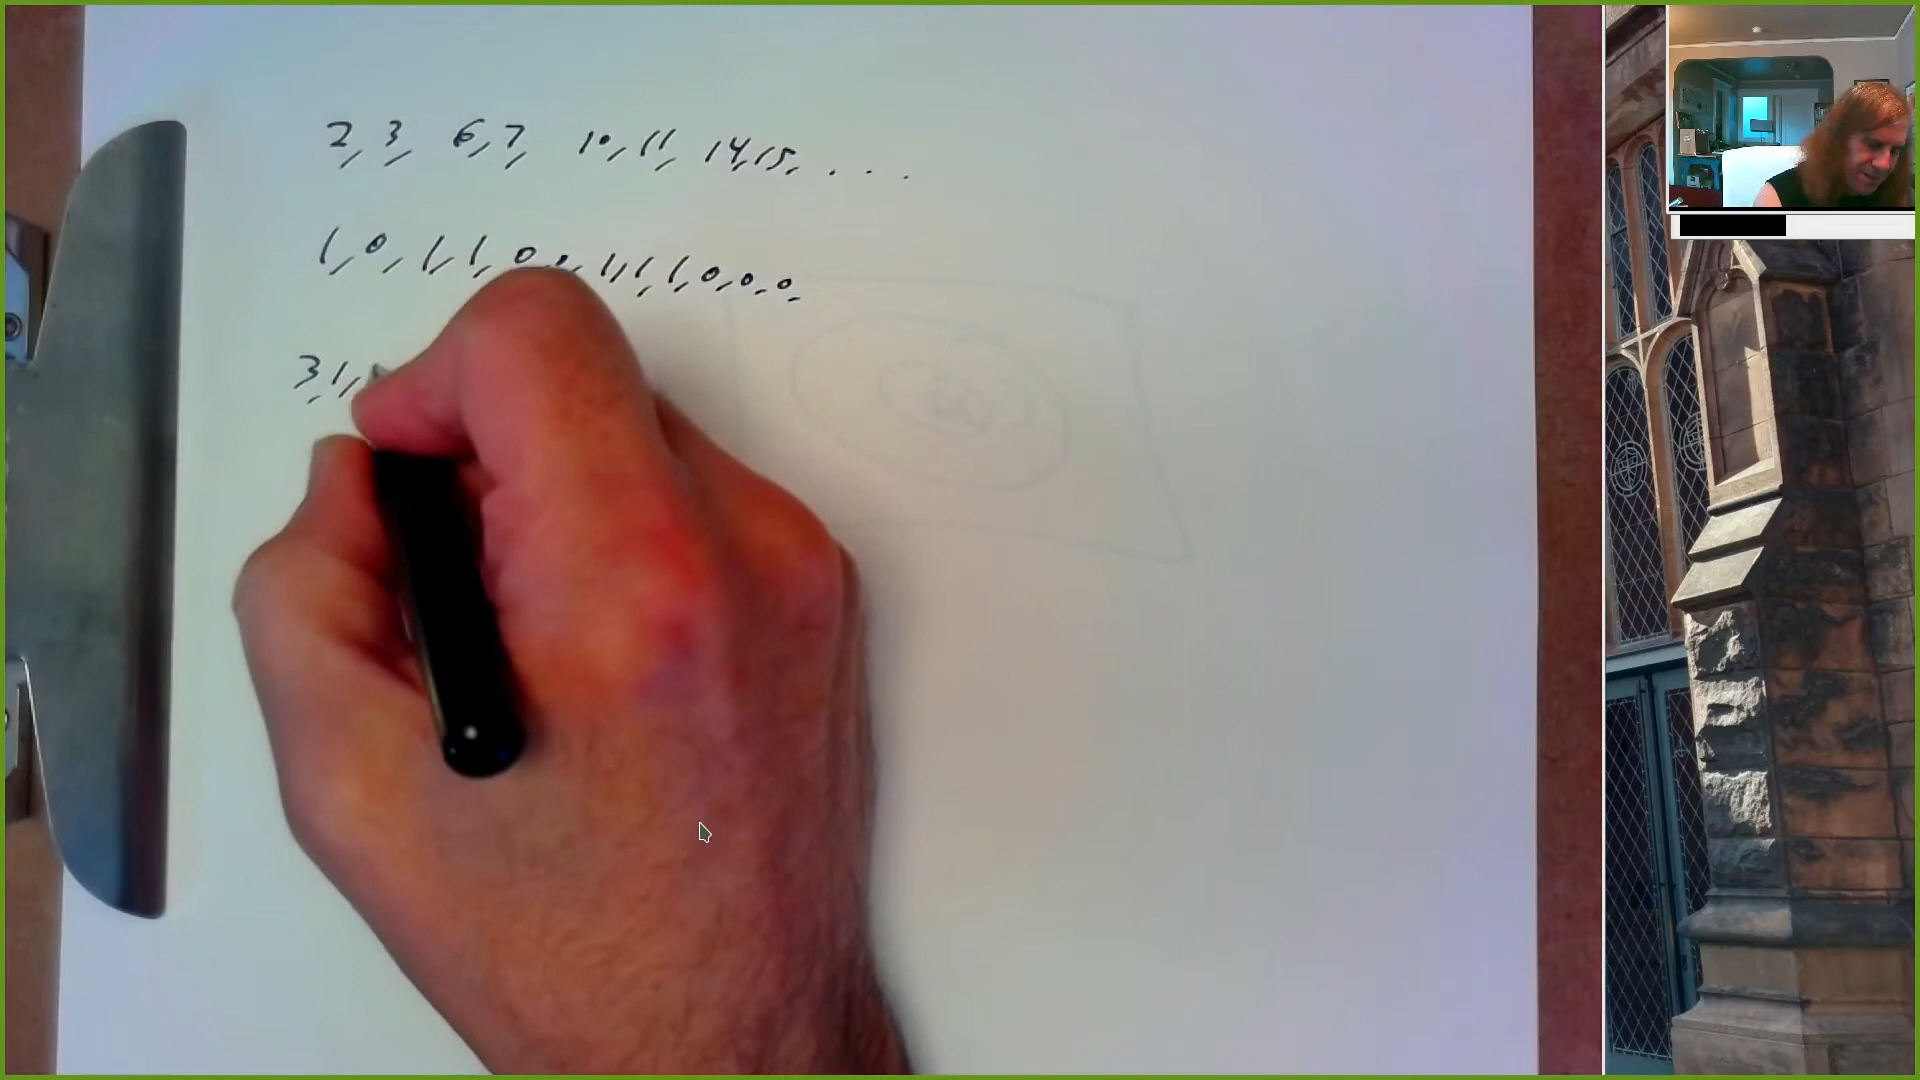 2, 3, 6, 7, 10, 11, 14, 15, . . .
1, 0, 1, 1, 0, 0, 1, 1, 1, 0, 0, 0,
3, 1,